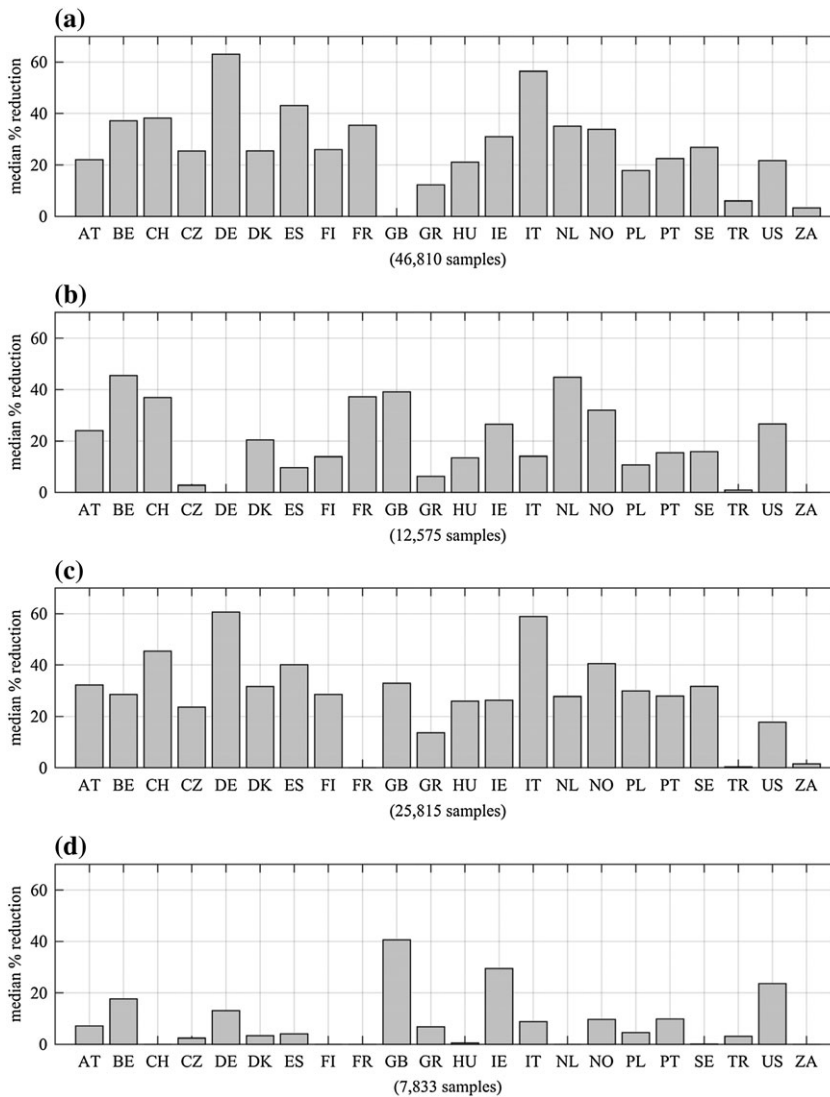 (a)
median % reduction
60
40
20
0
AT BE CH CZ DE DK ES FI FR GB GR HU IE IT NL NO PL PT SE TR US ZA
(46,810 samples)
(b)
median % reduction
60
40
20
0
AT BE CH CZ DE DK ES FI FR GB GR HU IE IT NL NO PL PT SE TR US ZA
(12,575 samples)
(c)
median % reduction
60
40
20
0
AT BE CH CZ DE DK ES FI FR GB GR HU IE IT NL NO PL PT SE TR US ZA
(25,815 samples)
(d)
median % reduction
60
40
20
0
AT BE CH CZ DE DK ES FI FR GB GR HU IE IT NL NO PL PT SE TR US ZA
(7,833 samples)